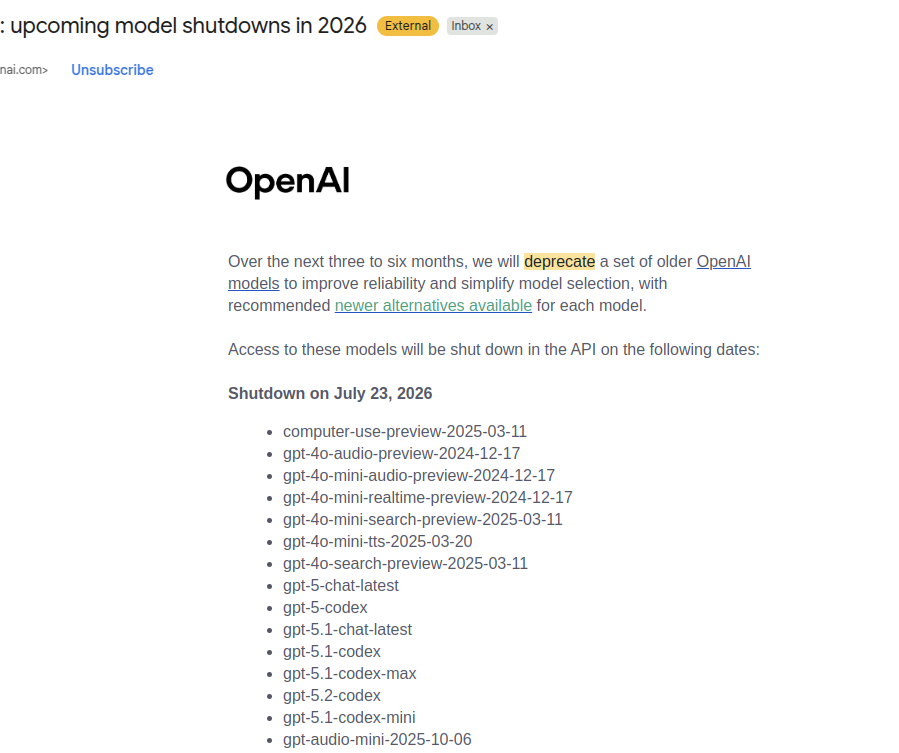 : upcoming model shutdowns in 2026 External Inbox ×
nai.com> Unsubscribe
OpenAI
Over the next three to six months, we will deprecate a set of older OpenAI
models to improve reliability and simplify model selection, with
recommended newer alternatives available for each model.
Access to these models will be shut down in the API on the following dates:
Shutdown on July 23, 2026
• computer-use-preview-2025-03-11
• gpt-4o-audio-preview-2024-12-17
• gpt-4o-mini-audio-preview-2024-12-17
• gpt-4o-mini-realtime-preview-2024-12-17
• gpt-4o-mini-search-preview-2025-03-11
• gpt-4o-mini-tts-2025-03-20
• gpt-4o-search-preview-2025-03-11
• gpt-5-chat-latest
• gpt-5-codex
• gpt-5.1-chat-latest
• gpt-5.1-codex
• gpt-5.1-codex-max
• gpt-5.2-codex
• gpt-5.1-codex-mini
• gpt-audio-mini-2025-10-06